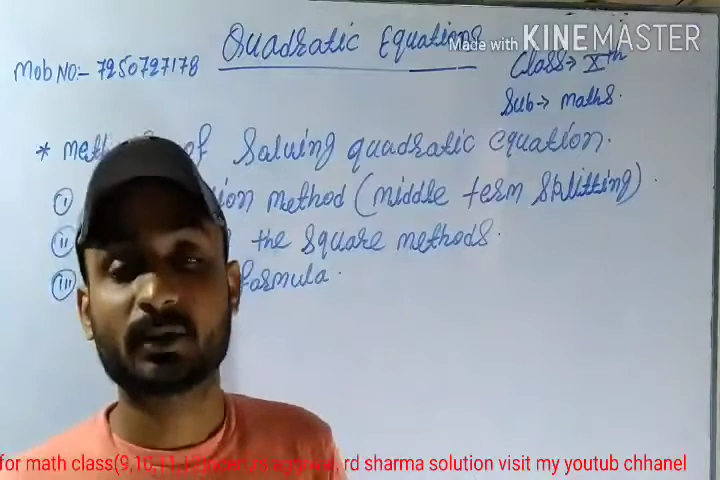 Quadratic Equations
Made with KINEMASTER
Mob No:- 7250727178
Class→ Xth
Sub→ maths.
* of Solving quadratic equation.
(i) method (middle term splitting).
(ii) the square methods.
(iii) formula.
for math class(9,10,11,12) rd sharma solution visit my youtub chhanel